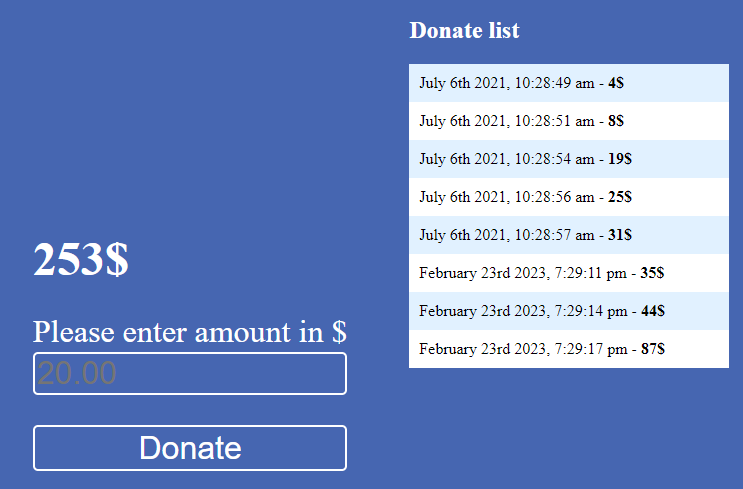 253$
Please enter amount in $
20.00
Donate
Donate list
July 6th 2021, 10:28:49 am - 4$
July 6th 2021, 10:28:51 am - 8$
July 6th 2021, 10:28:54 am - 19$
July 6th 2021, 10:28:56 am - 25$
July 6th 2021, 10:28:57 am - 31$
February 23rd 2023, 7:29:11 pm - 35$
February 23rd 2023, 7:29:14 pm - 44$
February 23rd 2023, 7:29:17 pm - 87$